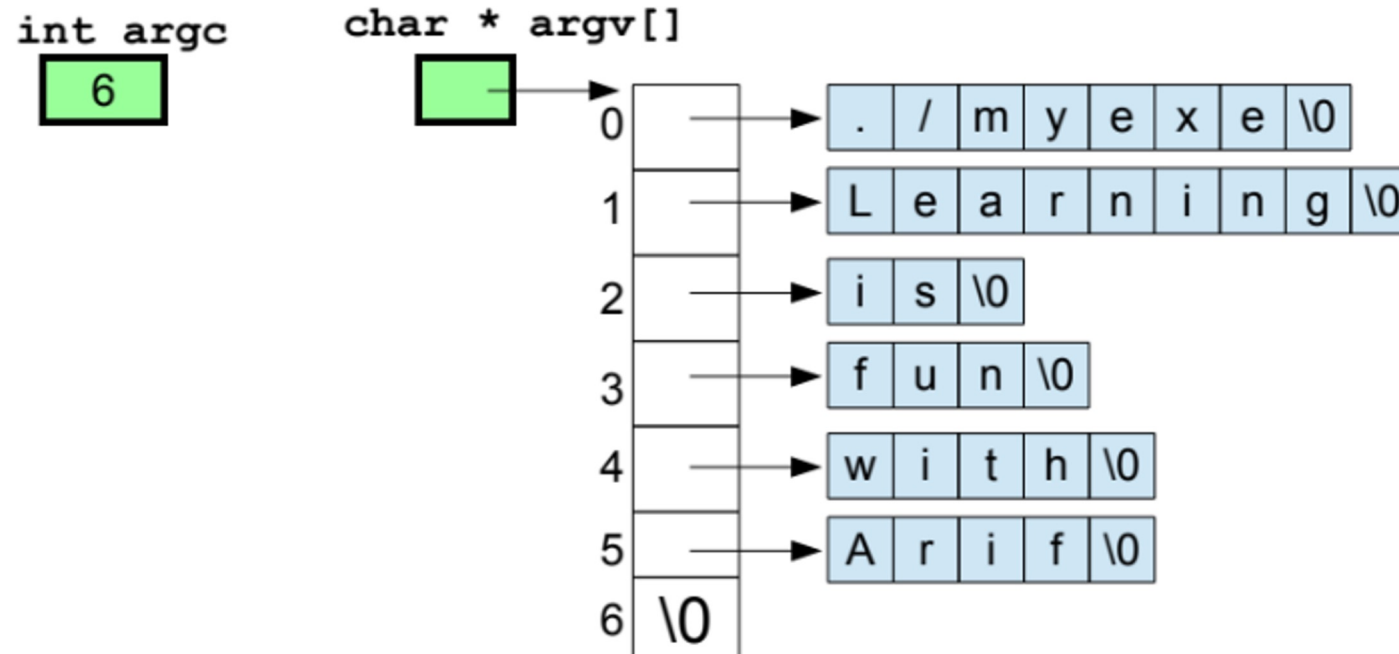 int argc char * argv[]
6
0 . / m y e x e \0
1 L e a r n i n g \0
2 i s \0
3 f u n \0
4 w i t h \0
5 A r i f \0
6 \0